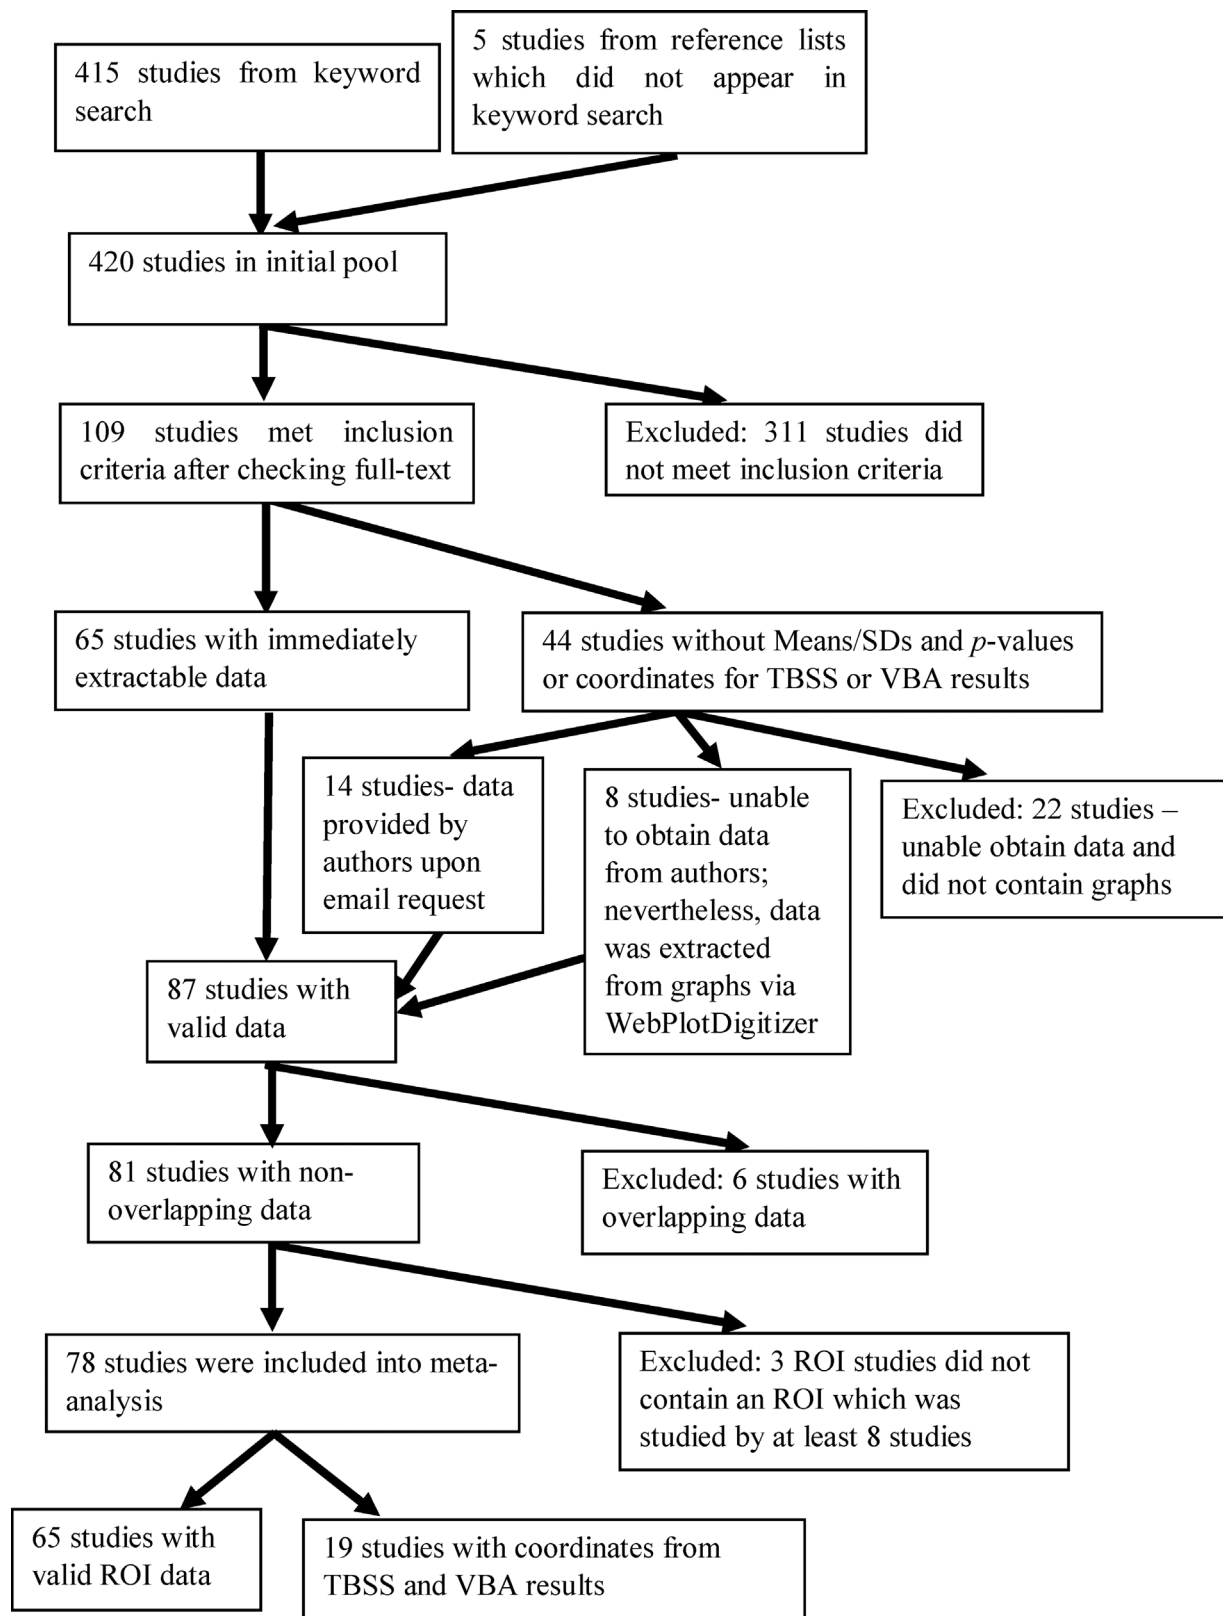 415 studies from keyword
search
5 studies from reference lists
which did not appear in
keyword search
420 studies in initial pool
109 studies met inclusion
criteria after checking full-text
Excluded: 311 studies did
not meet inclusion criteria
65 studies with immediately
extractable data
44 studies without Means/SDs and p-values
or coordinates for TBSS or VBA results
14 studies- data
provided by
authors upon
email request
8 studies- unable
to obtain data
from authors;
nevertheless, data
was extracted
from graphs via
WebPlotDigitizer
Excluded: 22 studies –
unable obtain data and
did not contain graphs
87 studies with
valid data
81 studies with non-
overlapping data
Excluded: 6 studies with
overlapping data
78 studies were included into meta-
analysis
Excluded: 3 ROI studies did not
contain an ROI which was
studied by at least 8 studies
65 studies with
valid ROI data
19 studies with coordinates from
TBSS and VBA results